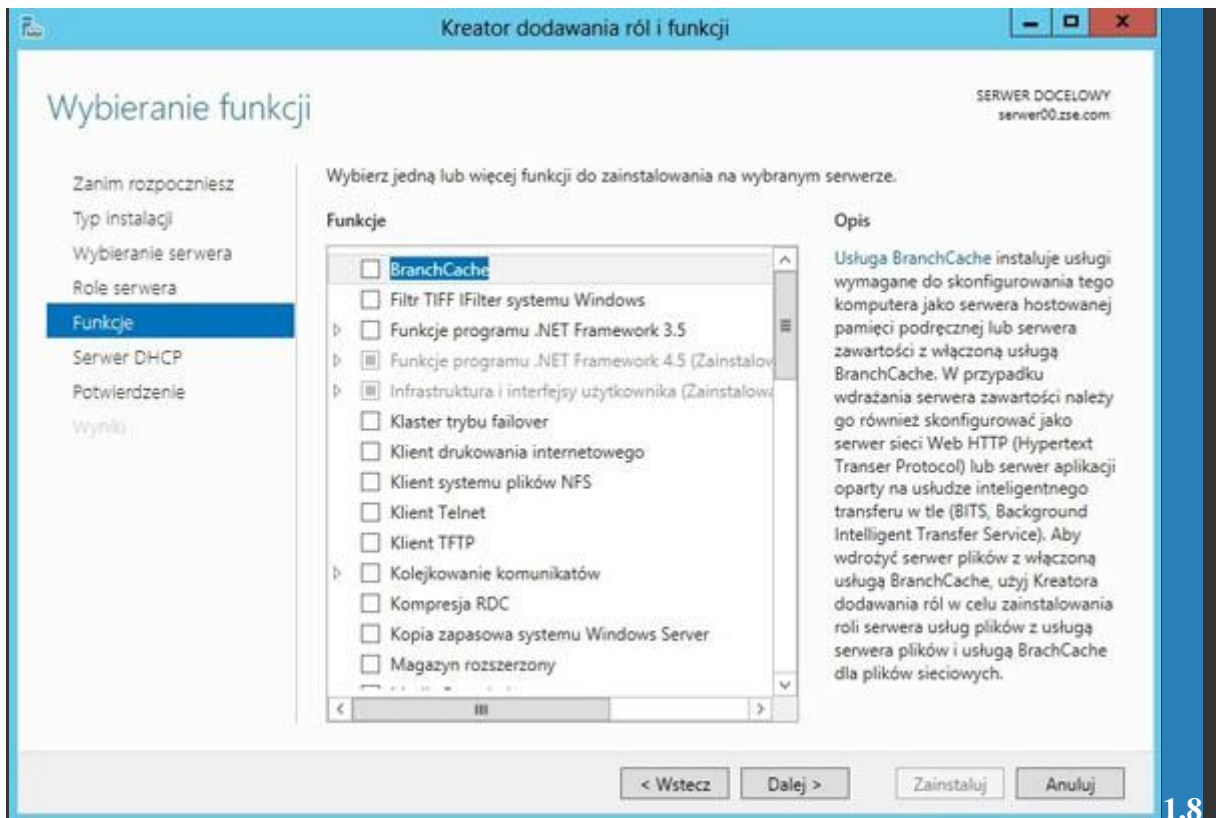 Kreator dodawania ról i funkcji
Wybieranie funkcji
SERWER DOCELOWY
serwer00.zse.com
Zanim rozpoczniesz
Typ instalacji
Wybieranie serwera
Role serwera
Funkcje
Serwer DHCP
Potwierdzenie
Wyniki
Wybierz jedną lub więcej funkcji do zainstalowania na wybranym serwerze.
Funkcje
BranchCache
Filtr TIFF IFilter systemu Windows
Funkcje programu .NET Framework 3.5
Funkcje programu .NET Framework 4.5 (Zainstalow
Infrastruktura i interfejsy użytkownika (Zainstalowa
Klaster trybu failover
Klient drukowania internetowego
Klient systemu plików NFS
Klient Telnet
Klient TFTP
Kolejkowanie komunikatów
Kompresja RDC
Kopia zapasowa systemu Windows Server
Magazyn rozszerzony
Opis
Usługa BranchCache instaluje usługi
wymagane do skonfigurowania tego
komputera jako serwera hostowanej
pamięci podręcznej lub serwera
zawartości z włączoną usługą
BranchCache. W przypadku
wdrażania serwera zawartości należy
go również skonfigurować jako
serwer sieci Web HTTP (Hypertext
Transer Protocol) lub serwer aplikacji
oparty na usłudze inteligentnego
transferu w tle (BITS, Background
Intelligent Transfer Service). Aby
wdrożyć serwer plików z włączoną
usługą BranchCache, użyj Kreatora
dodawania ról w celu zainstalowania
roli serwera usług plików z usługą
serwera plików i usługą BrachCache
dla plików sieciowych.
< Wstecz
Dalej >
Zainstaluj
Anuluj
1.8